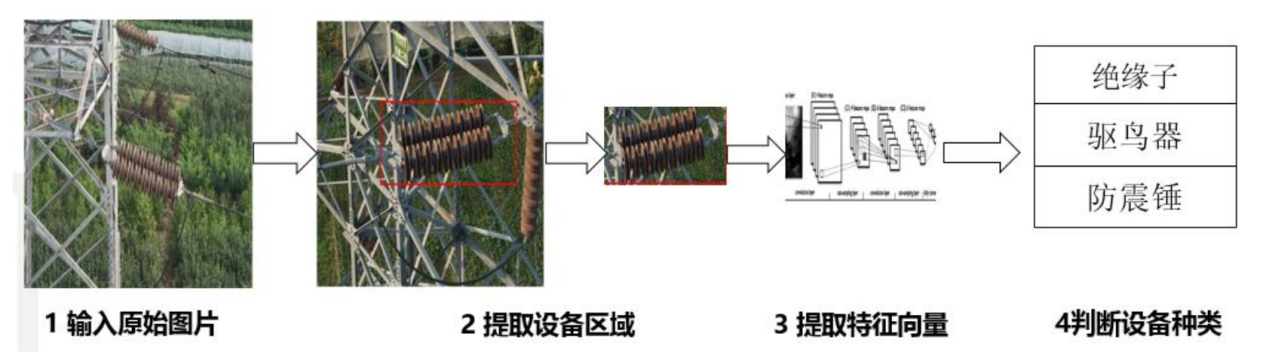 绝缘子
驱鸟器
防震锤
1 输入原始图片
2 提取设备区域
3 提取特征向量
4判断设备种类